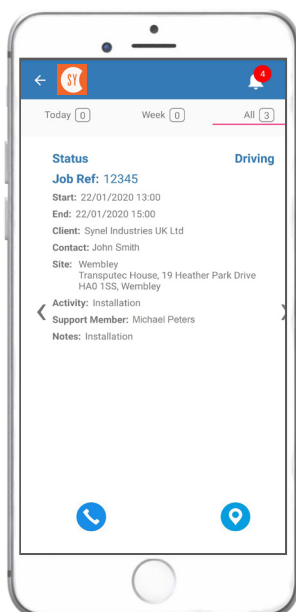 SY
4
Today 0 Week 0 All 3
Status Driving
Job Ref: 12345
Start: 22/01/2020 13:00
End: 22/01/2020 15:00
Client: Synel Industries UK Ltd
Contact: John Smith
Site: Wembley
Transputec House, 19 Heather Park Drive
HA0 1SS, Wembley
Activity: Installation
Support Member: Michael Peters
Notes: Installation